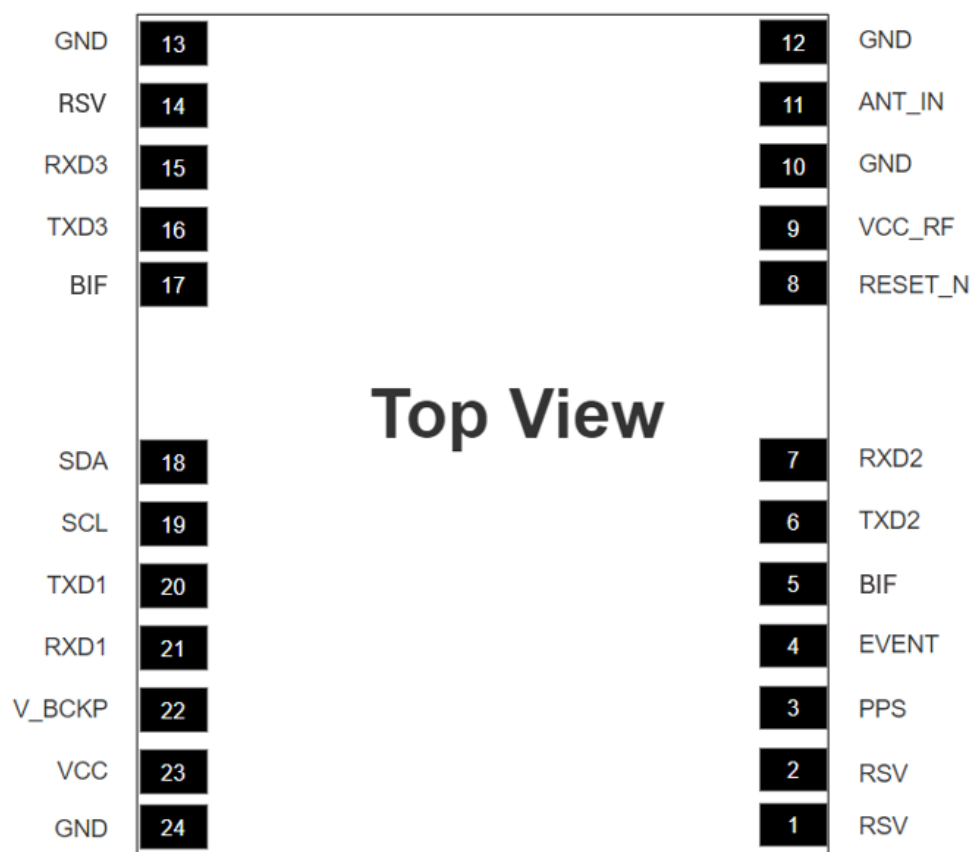 GND 13 12 GND
RSV 14 11 ANT_IN
RXD3 15 10 GND
TXD3 16 9 VCC_RF
BIF 17 8 RESET_N
Top View
SDA 18 7 RXD2
SCL 19 6 TXD2
TXD1 20 5 BIF
RXD1 21 4 EVENT
V_BCKP 22 3 PPS
VCC 23 2 RSV
GND 24 1 RSV